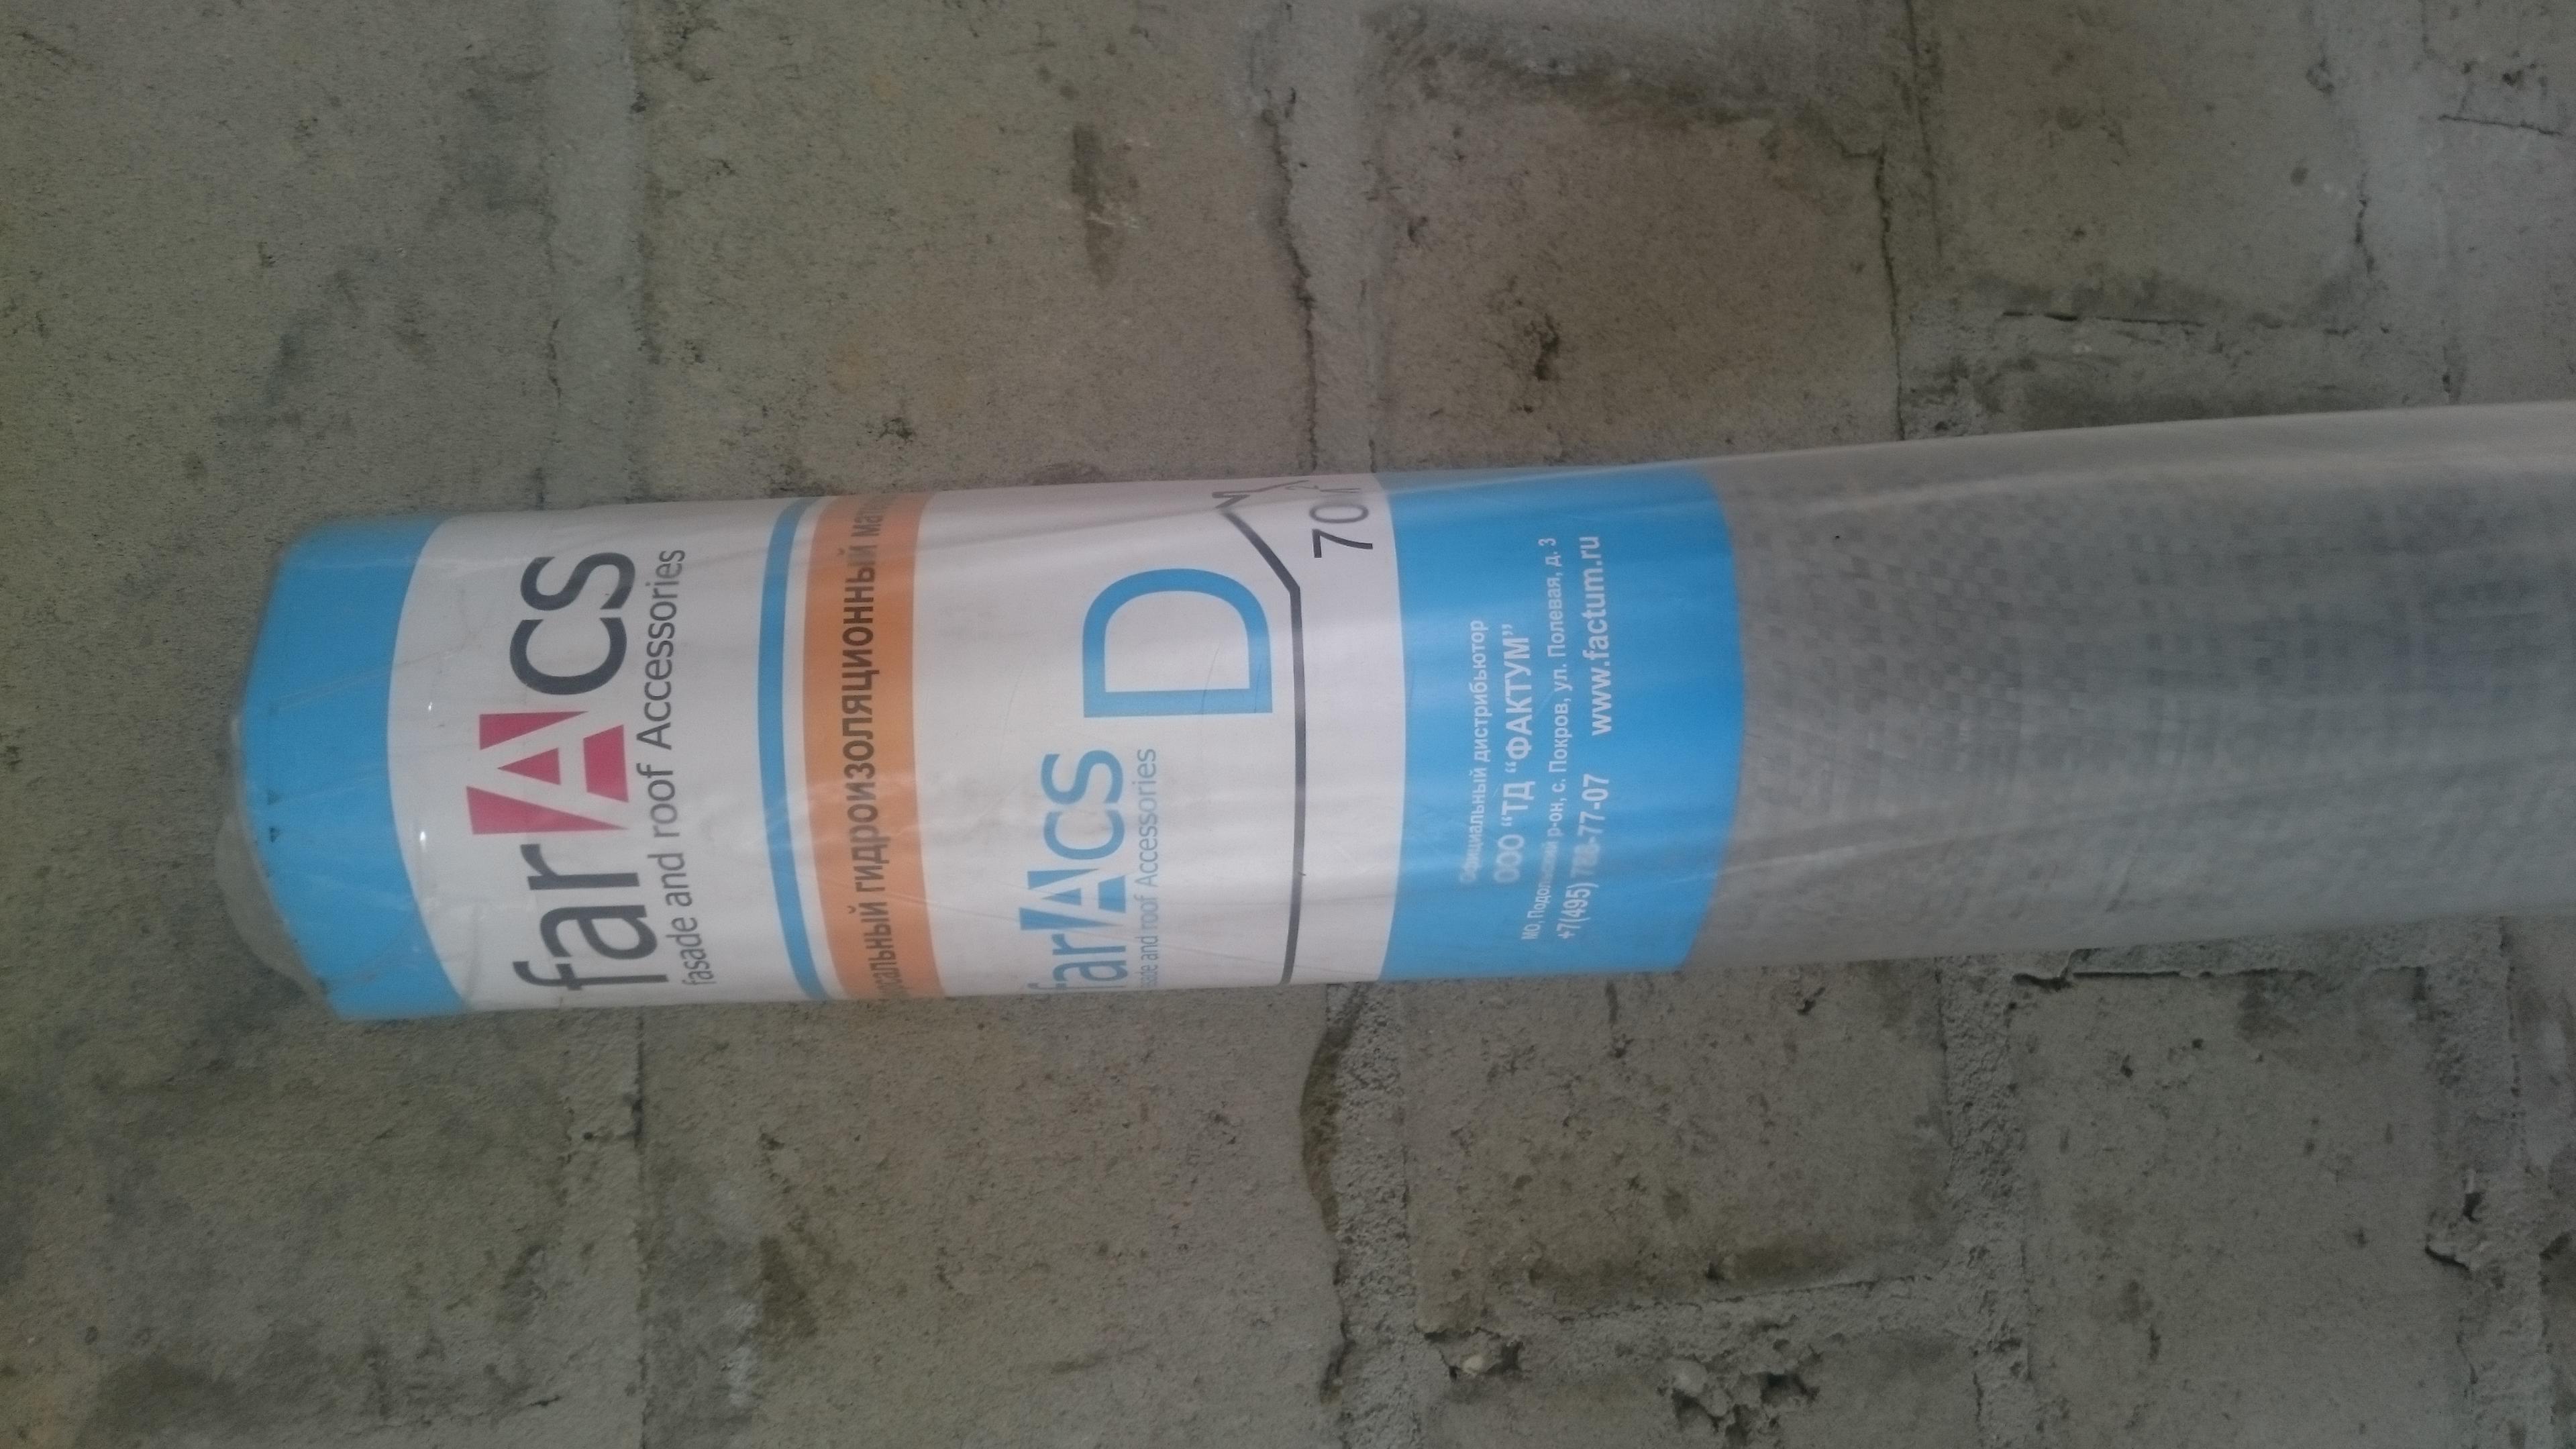 farAcs
fasade and roof Accessories
гидроизоляционный
farAcs
fasade and roof Accessories
D
70
Официальный дистрибьютор
ООО “ТД “ФАКТУМ”
МО, р-он, с. Покров, ул. Полевая, д. 3
+7(495) www.factum.ru